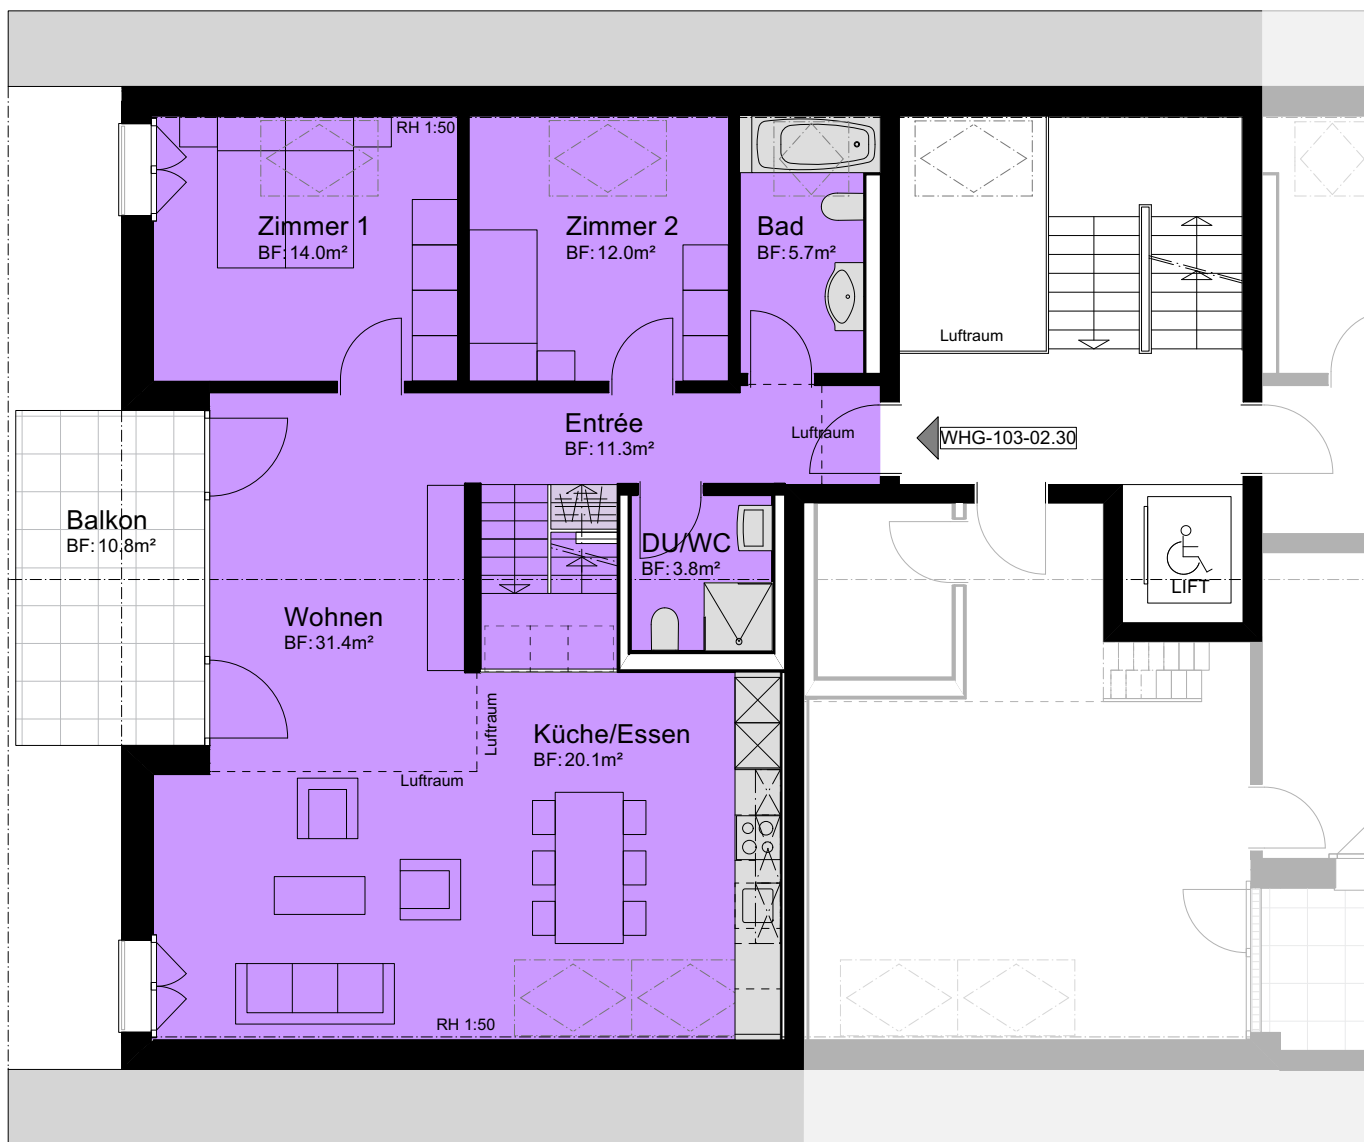 RH 1:50
Zimmer 1
BF: 14.0m²
Zimmer 2
BF: 12.0m²
Bad
BF: 5.7m²
Luftraum
Entrée
BF: 11.3m²
Luftraum
WHG-103-02.30
Balkon
BF: 10.8m²
DU/WC
BF: 3.8m²
LIFT
Wohnen
BF: 31.4m²
Luftraum
Küche/Essen
BF: 20.1m²
Luftraum
RH 1:50